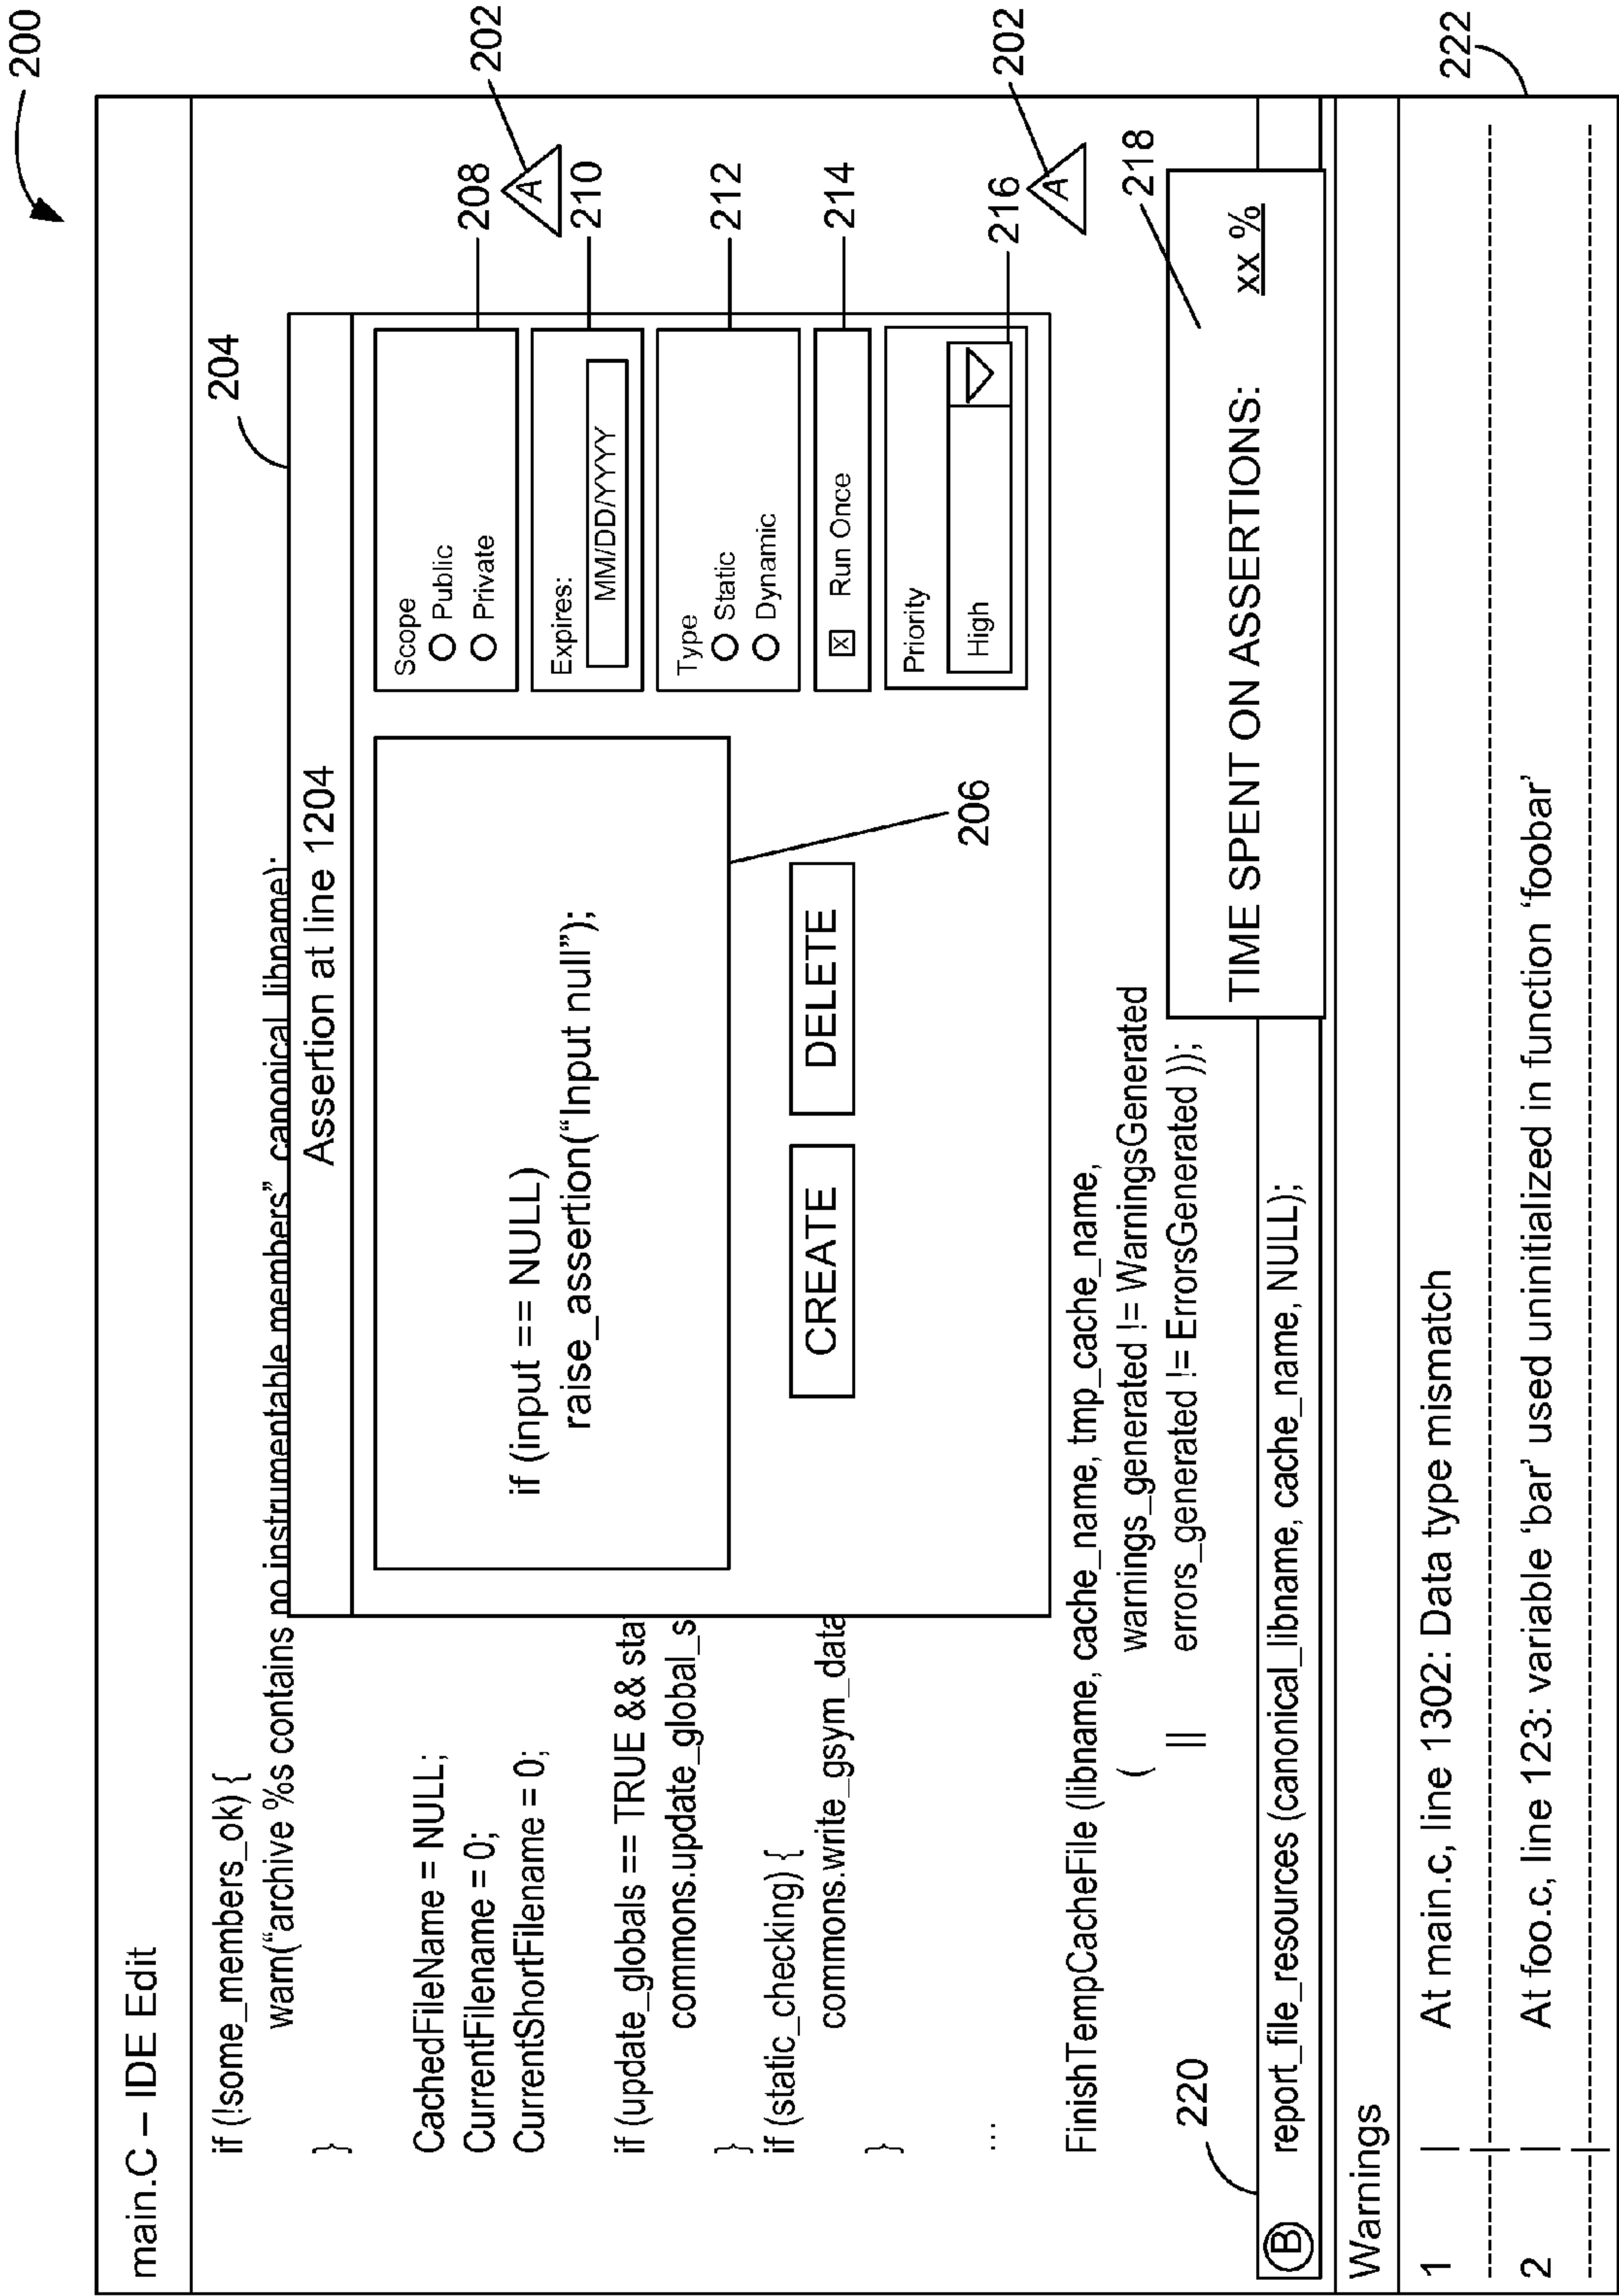 200
main.C – IDE Edit
if (!some_members_ok) {
warn(“archive %s contains no instrumentable members” canonical_libname);
}
CachedFileName = NULL;
CurrentFilename = 0;
CurrentShortFilename = 0;
if (update_globals == TRUE && sta
commons.update_global_s
}
if (static_checking) {
commons.write_gsym_data
}
...
204
Assertion at line 1204
if (input == NULL)
raise_assertion(“Input null”);
206
CREATE
DELETE
Scope
Public
Private
208
A
202
Expires:
MM/DD/YYYY
210
Type
Static
Dynamic
212
X Run Once
214
Priority
High
216
A
202
FinishTempCacheFile (libname, cache_name, tmp_cache_name,
( warnings_generated != WarningsGenerated
|| errors_generated != ErrorsGenerated ));
218
TIME SPENT ON ASSERTIONS: xx %
220
B report_file_resources (canonical_libname, cache_name, NULL);
222
Warnings
1 | At main.c, line 1302: Data type mismatch
2 | At foo.c, line 123: variable ‘bar’ used uninitialized in function ‘foobar’